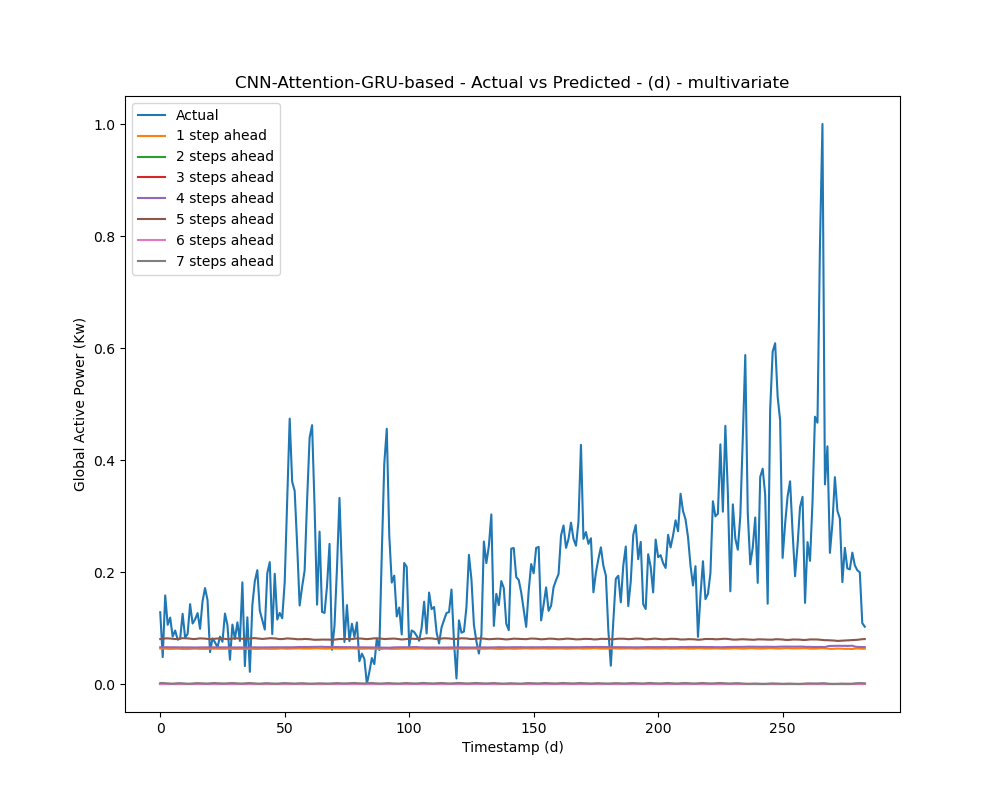 CNN-Attention-GRU-based - Actual vs Predicted - (d) - multivariate
Actual
1 step ahead
2 steps ahead
3 steps ahead
4 steps ahead
5 steps ahead
6 steps ahead
7 steps ahead
1.0
0.8
0.6
0.4
0.2
0.0
Global Active Power (Kw)
0 50 100 150 200 250
Timestamp (d)